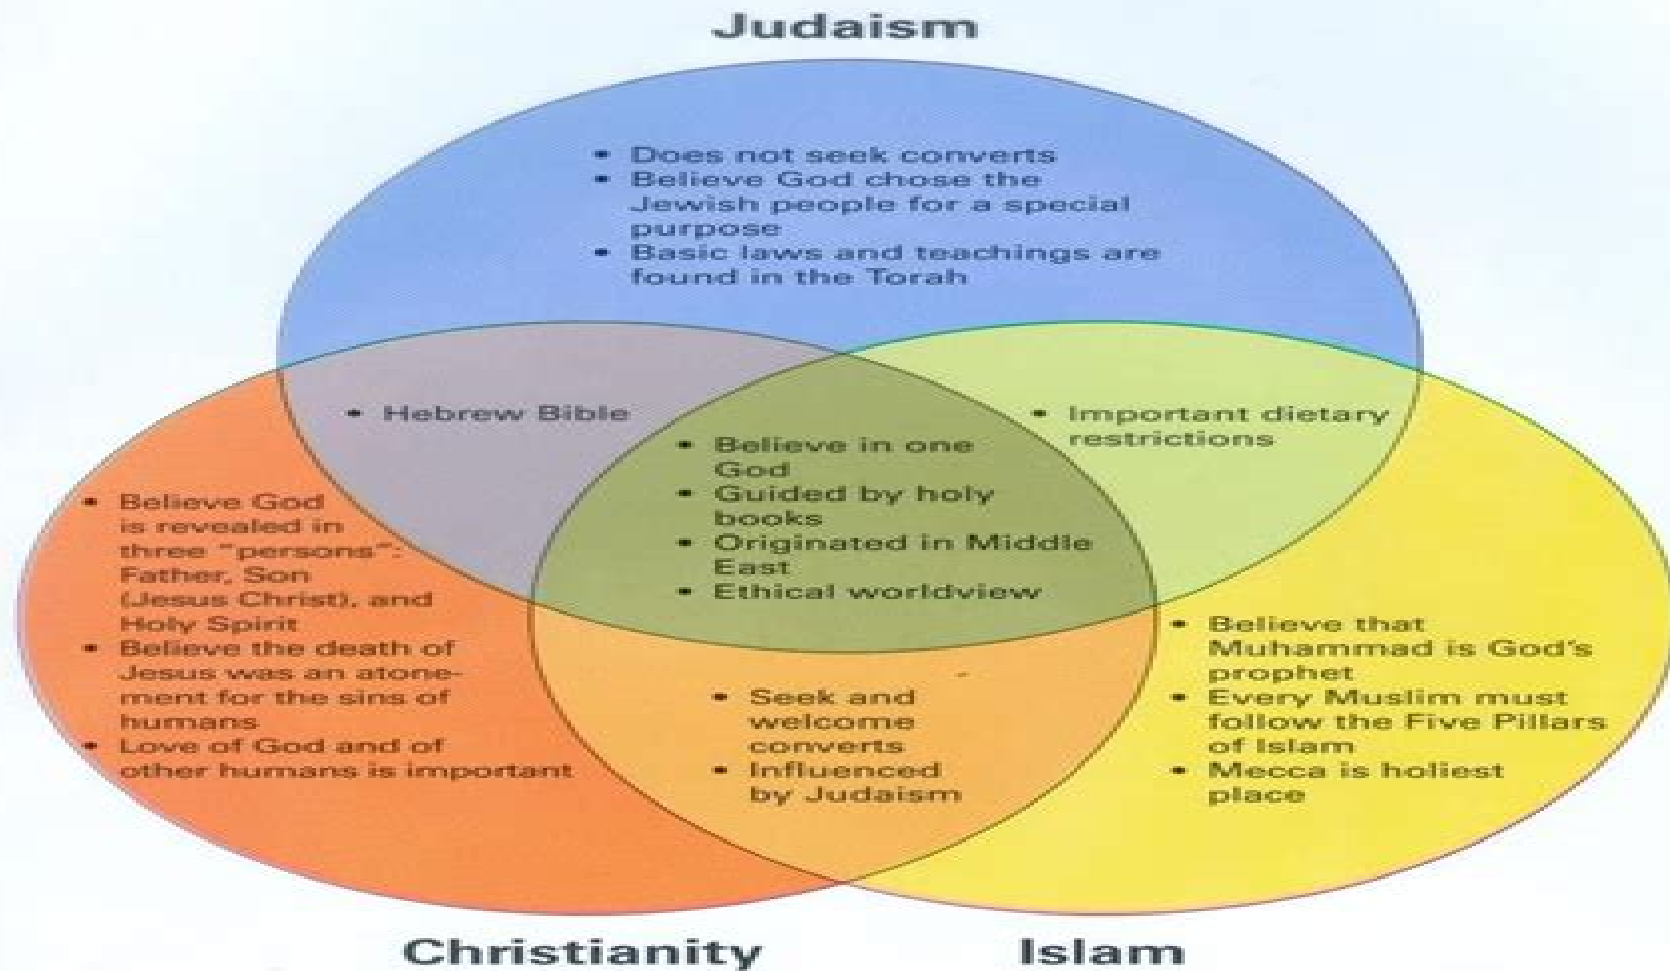 Judaism
• Does not seek converts
• Believe God chose the
Jewish people for a special
purpose
• Basic laws and teachings are
found in the Torah
• Hebrew Bible
• Important dietary
restrictions
• Believe in one
God
• Guided by holy
books
• Originated in Middle
East
• Ethical worldview
• Believe God
is revealed in
three "persons":
Father, Son
(Jesus Christ), and
Holy Spirit
• Believe the death of
Jesus was an atone-
ment for the sins of
humans
• Love of God and of
other humans is important
• Seek and
welcome
converts
• Influenced
by Judaism
• Believe that
Muhammad is God's
prophet
• Every Muslim must
follow the Five Pillars
of Islam
• Mecca is holiest
place
Christianity
Islam